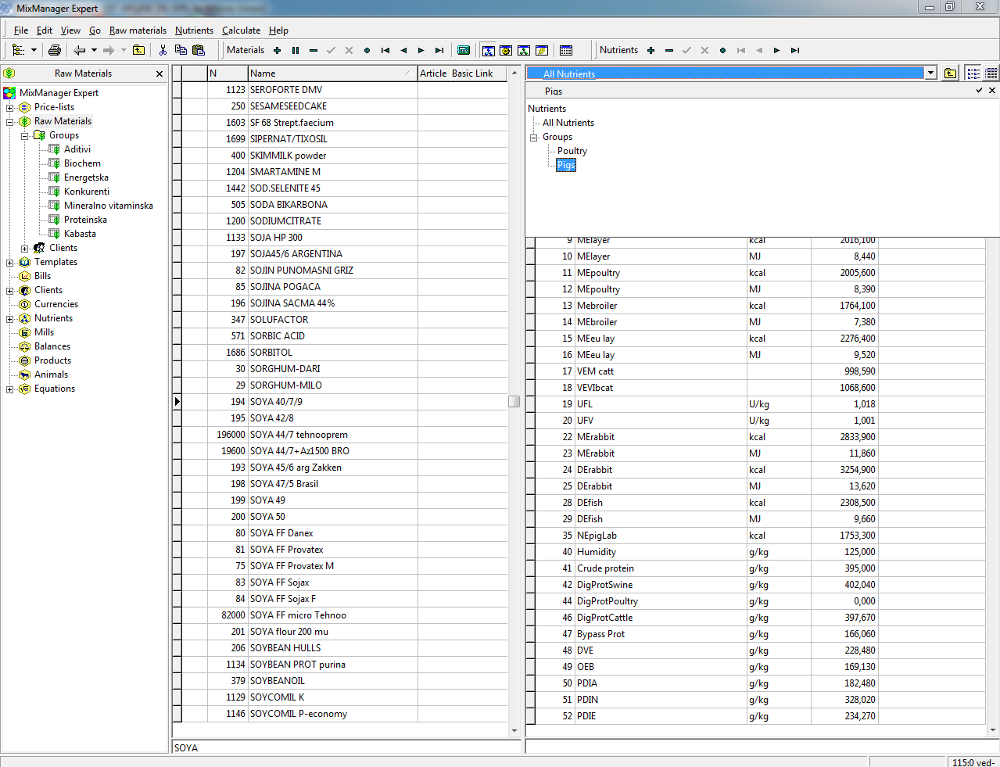 MixManager Expert
File Edit View Go Raw materials Nutrients Calculate Help
Materials Nutrients
Raw Materials
MixManager Expert
Price-lists
Raw Materials
Groups
Aditivi
Biochem
Energetska
Konkurenti
Mineralno vitaminska
Proteinska
Kabasta
Clients
Templates
Bills
Clients
Currencies
Nutrients
Mills
Balances
Products
Animals
Equations
N Name Article Basic Link
1123 SEROFORTE DMV
250 SESAMESEEDCAKE
1603 SF 68 Strept.faecium
1699 SIPERNAT/TIXOSIL
400 SKIMMILK powder
1204 SMARTAMINE M
1442 SOD.SELENITE 45
505 SODA BIKARBONA
1200 SODIUMCITRATE
1133 SOJA HP 300
197 SOJA45/6 ARGENTINA
82 SOJIN PUNOMASNI GRIZ
85 SOJINA POGACA
196 SOJINA SACMA 44%
347 SOLUFACTOR
571 SORBIC ACID
1686 SORBITOL
30 SORGHUM-DARI
29 SORGHUM-MILO
194 SOYA 40/7/9
195 SOYA 42/8
196000 SOYA 44/7 tehnooprem
19600 SOYA 44/7+Az1500 BRO
193 SOYA 45/6 arg Zakken
198 SOYA 47/5 Brasil
199 SOYA 49
200 SOYA 50
80 SOYA FF Danex
81 SOYA FF Provatex
75 SOYA FF Provatex M
83 SOYA FF Sojax
84 SOYA FF Sojax F
82000 SOYA FF micro Tehnoo
201 SOYA flour 200 mu
206 SOYBEAN HULLS
1134 SOYBEAN PROT purina
379 SOYBEANOIL
1129 SOYCOMIL K
1146 SOYCOMIL P-economy
SOYA
All Nutrients
Pigs
Nutrients
All Nutrients
Groups
Poultry
Pigs
9 MElayer kcal 2016,100
10 MElayer MJ 8,440
11 MEpoultry kcal 2005,600
12 MEpoultry MJ 8,390
13 Mebroiler kcal 1764,100
14 MEbroiler MJ 7,380
15 MEeu lay kcal 2276,400
16 MEeu lay MJ 9,520
17 VEM catt 998,590
18 VEVIbcat 1068,600
19 UFL U/kg 1,018
20 UFV U/kg 1,001
22 MErabbit kcal 2833,900
23 MErabbit MJ 11,860
24 DErabbit kcal 3254,900
25 DErabbit MJ 13,620
28 DEfish kcal 2308,500
29 DEfish MJ 9,660
35 NEpigLab kcal 1753,300
40 Humidity g/kg 125,000
41 Crude protein g/kg 395,000
42 DigProtSwine g/kg 402,040
44 DigProtPoultry g/kg 0,000
46 DigProtCattle g/kg 397,670
47 Bypass Prot g/kg 166,060
48 DVE g/kg 228,480
49 OEB g/kg 169,130
50 PDIA g/kg 182,480
51 PDIN g/kg 328,020
52 PDIE g/kg 234,270
115:0 ved-